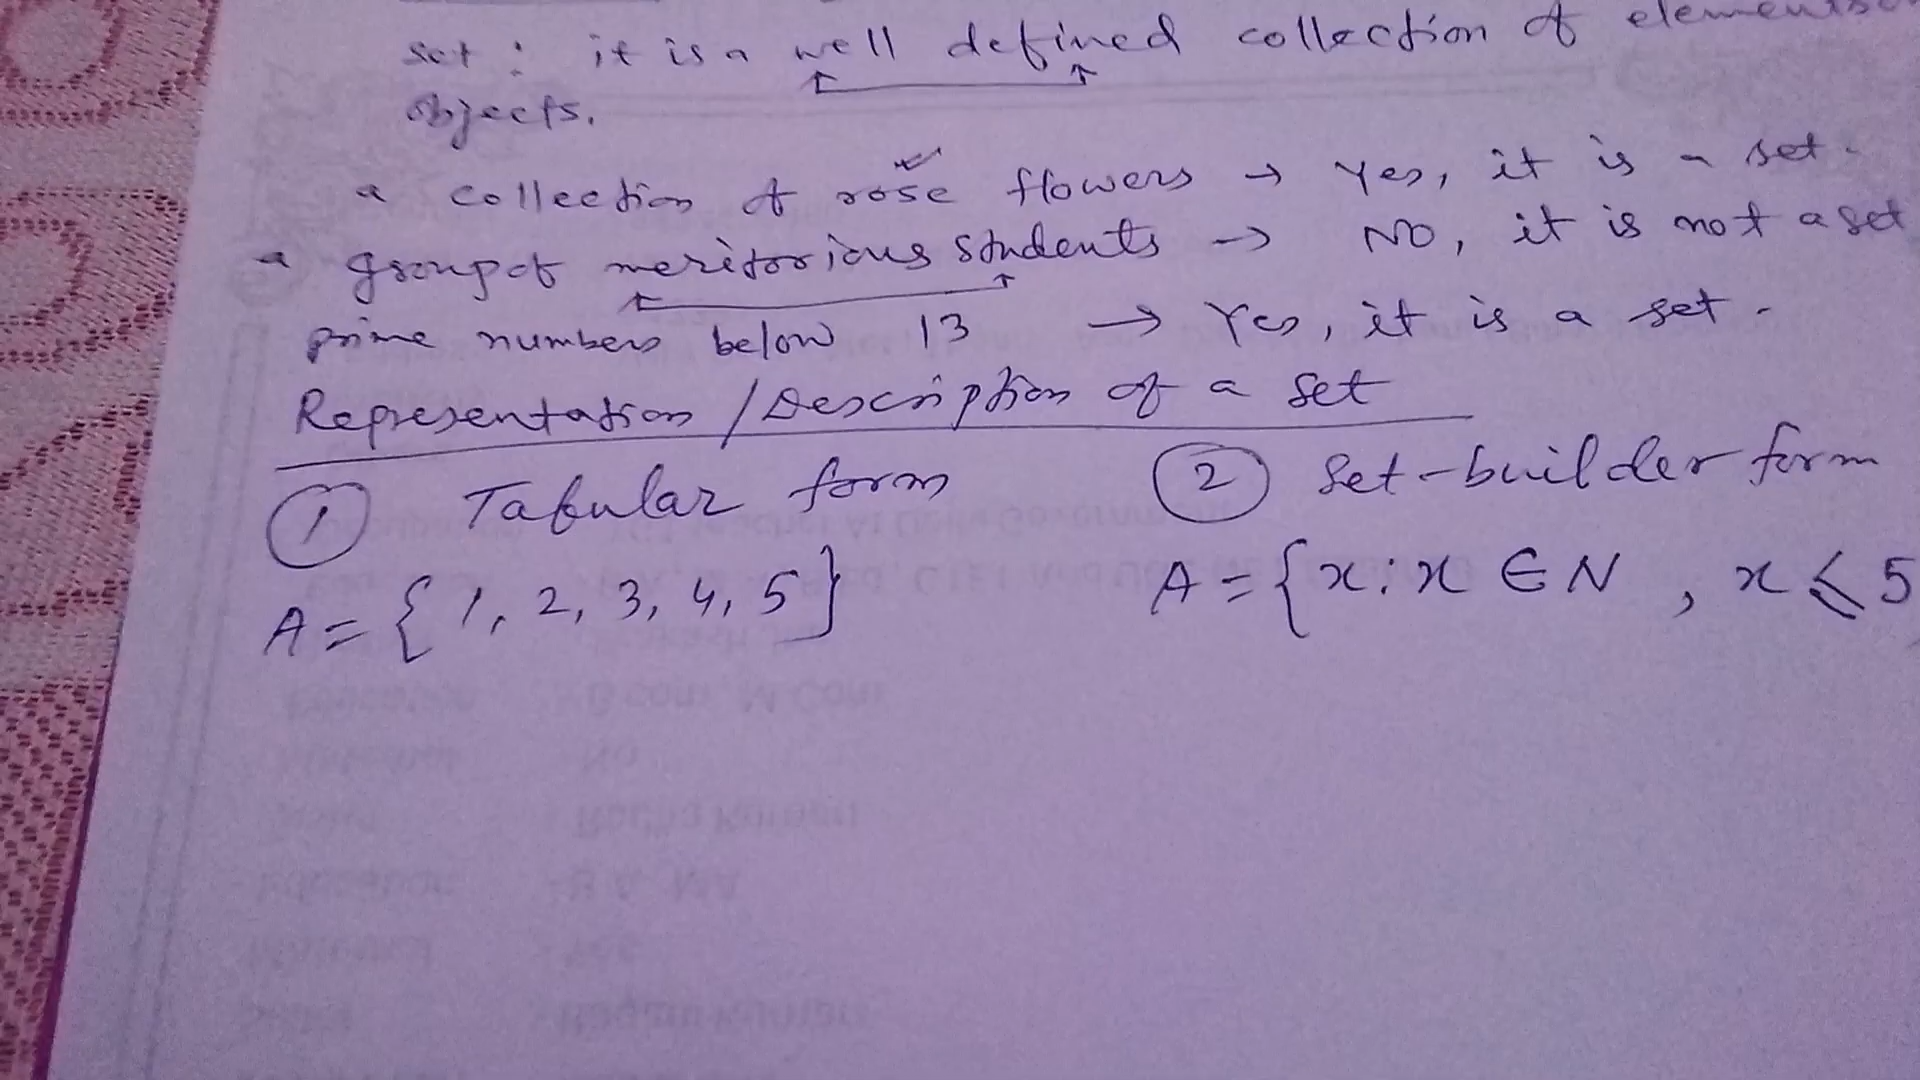 set : it is a well defined collection of elements
objects.
a collection of rose flowers → Yes, it is a set.
a group of meritorious students → NO, it is not a set
prime numbers below 13 → Yes, it is a set.
Representation / Description of a set
1 Tabular form 2 Set-builder form
A = { 1, 2, 3, 4, 5 } A = { x : x ∈ N , x ⩽ 5